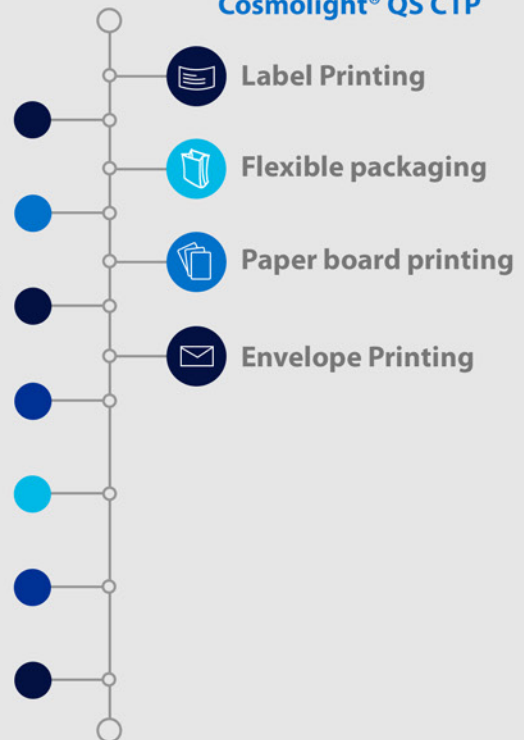 Cosmolight® QS CTP
Label Printing
Flexible packaging
Paper board printing
Envelope Printing